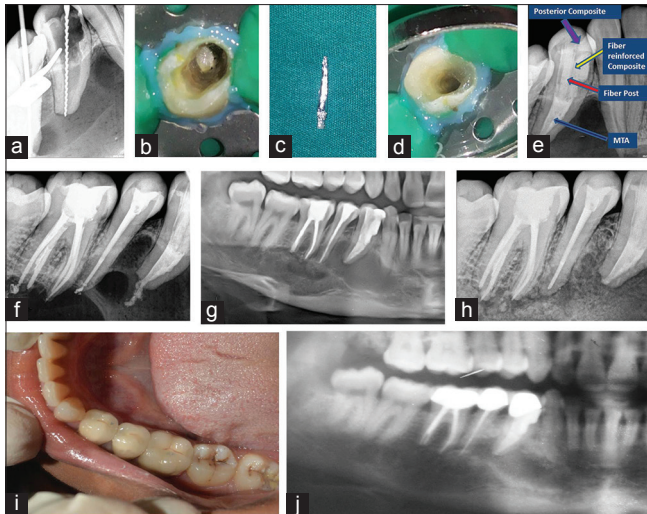 a
b
c
d
Posterior Composite
Fiber
reinforced
Composite
Fiber Post
MTA
e
f
g
h
i
j